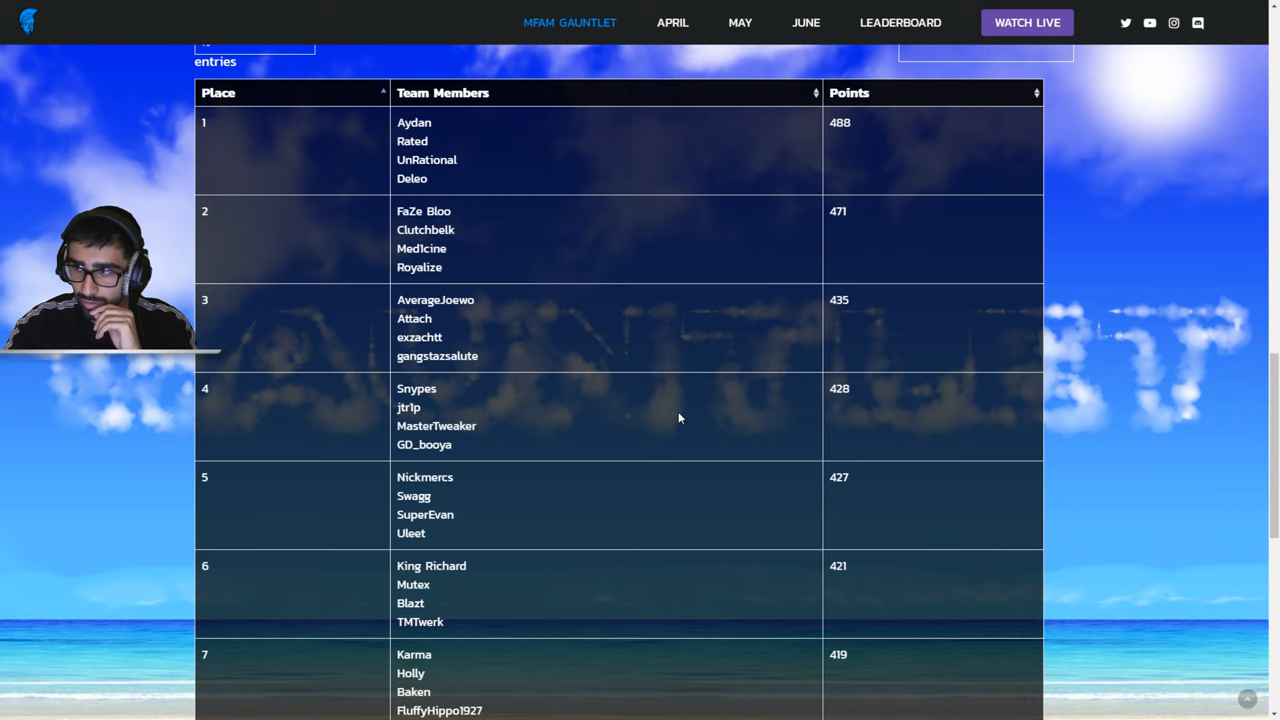 MFAM GAUNTLET
APRIL
MAY
JUNE
LEADERBOARD
WATCH LIVE
entries
Place
Team Members
Points
1
Aydan
Rated
UnRational
Deleo
488
2
FaZe Bloo
Clutchbelk
Med1cine
Royalize
471
3
AverageJoewo
Attach
exzachtt
gangstazsalute
435
4
Snypes
jtr1p
MasterTweaker
GD_booya
428
5
Nickmercs
Swagg
SuperEvan
Uleet
427
6
King Richard
Mutex
Blazt
TMTwerk
421
7
Karma
Holly
Baken
FluffyHippo1927
419